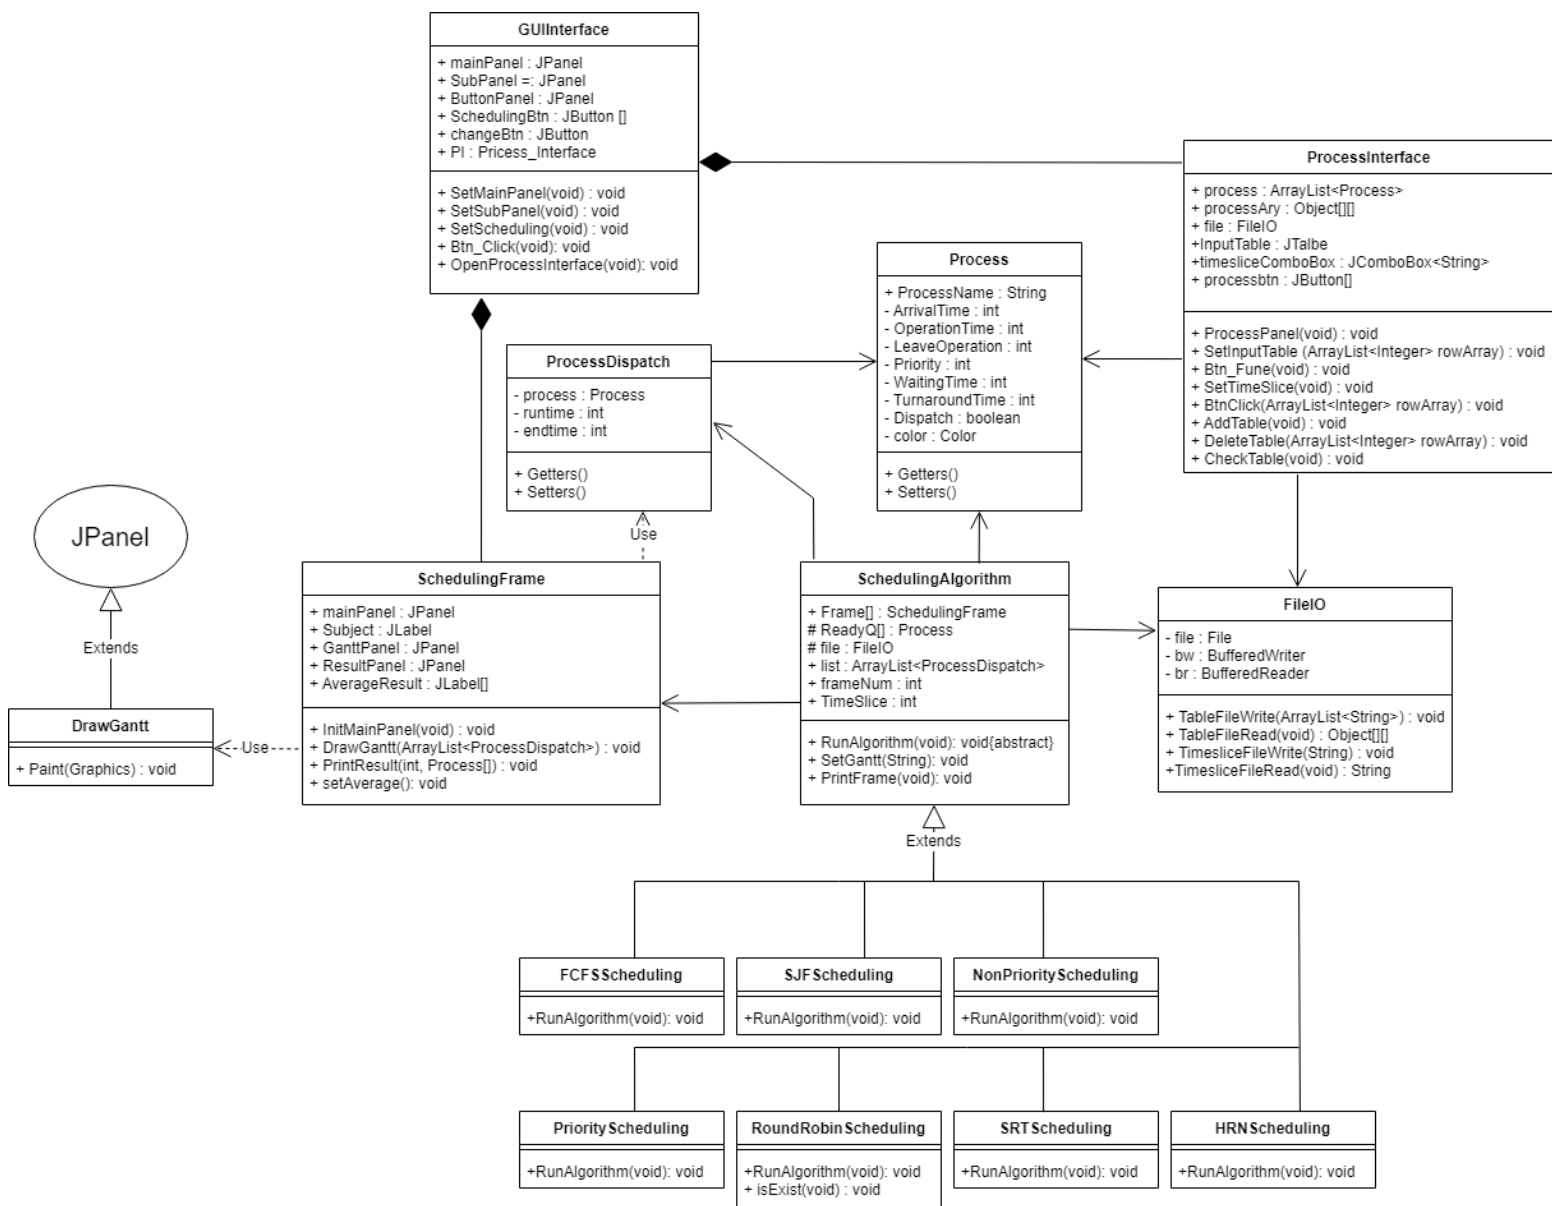 GUIInterface
+ mainPanel : JPanel
+ SubPanel =: JPanel
+ ButtonPanel : JPanel
+ SchedulingBtn : JButton []
+ changeBtn : JButton
+ PI : Pricess_Interface
+ SetMainPanel(void) : void
+ SetSubPanel(void) : void
+ SetScheduling(void) : void
+ Btn_Click(void): void
+ OpenProcessInterface(void): void
ProcessInterface
+ process : ArrayList<Process>
+ processAry : Object[][]
+ file : FileIO
+InputTable : JTalbe
+timesliceComboBox : JComboBox<String>
+ processbtn : JButton[]
+ ProcessPanel(void) : void
+ SetInputTable (ArrayList<Integer> rowArray) : void
+ Btn_Fune(void) : void
+ SetTimeSlice(void) : void
+ BtnClick(ArrayList<Integer> rowArray) : void
+ AddTable(void) : void
+ DeleteTable(ArrayList<Integer> rowArray) : void
+ CheckTable(void) : void
Process
+ ProcessName : String
- ArrivalTime : int
- OperationTime : int
- LeaveOperation : int
- Priority : int
- WaitingTime : int
- TurnaroundTime : int
- Dispatch : boolean
- color : Color
+ Getters()
+ Setters()
ProcessDispatch
- process : Process
- runtime : int
- endtime : int
+ Getters()
+ Setters()
JPanel
Use
Extends
SchedulingFrame
+ mainPanel : JPanel
+ Subject : JLabel
+ GanttPanel : JPanel
+ ResultPanel : JPanel
+ AverageResult : JLabel[]
+ InitMainPanel(void) : void
+ DrawGantt(ArrayList<ProcessDispatch>) : void
+ PrintResult(int, Process[]) : void
+ setAverage(): void
SchedulingAlgorithm
+ Frame[] : SchedulingFrame
# ReadyQ[] : Process
# file : FileIO
+ list : ArrayList<ProcessDispatch>
+ frameNum : int
+ TimeSlice : int
+ RunAlgorithm(void): void{abstract}
+ SetGantt(String): void
+ PrintFrame(void): void
FileIO
- file : File
- bw : BufferedWriter
- br : BufferedReader
+ TableFileWrite(ArrayList<String>) : void
+ TableFileRead(void) : Object[][]
+ TimesliceFileWrite(String) : void
+TimesliceFileRead(void) : String
DrawGantt
+ Paint(Graphics) : void
Use
Extends
FCFSScheduling
+RunAlgorithm(void): void
SJFScheduling
+RunAlgorithm(void): void
NonPriorityScheduling
+RunAlgorithm(void): void
PriorityScheduling
+RunAlgorithm(void): void
RoundRobinScheduling
+RunAlgorithm(void): void
+ isExist(void) : void
SRTScheduling
+RunAlgorithm(void): void
HRNScheduling
+RunAlgorithm(void): void